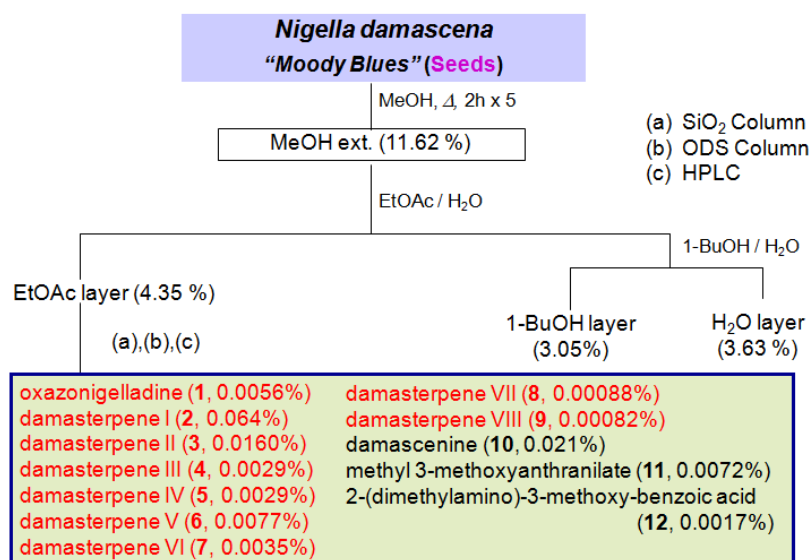 Nigella damascena
“Moody Blues” (Seeds)
MeOH, Δ, 2h x 5
MeOH ext. (11.62 %)
(a) SiO₂ Column
(b) ODS Column
(c) HPLC
EtOAc / H₂O
1-BuOH / H₂O
EtOAc layer (4.35 %)
(a),(b),(c)
1-BuOH layer
(3.05%)
H₂O layer
(3.63 %)
oxazonigelladine (1, 0.0056%)
damasterpene I (2, 0.064%)
damasterpene II (3, 0.0160%)
damasterpene III (4, 0.0029%)
damasterpene IV (5, 0.0029%)
damasterpene V (6, 0.0077%)
damasterpene VI (7, 0.0035%)
damasterpene VII (8, 0.00088%)
damasterpene VIII (9, 0.00082%)
damascenine (10, 0.021%)
methyl 3-methoxyanthranilate (11, 0.0072%)
2-(dimethylamino)-3-methoxy-benzoic acid
(12, 0.0017%)